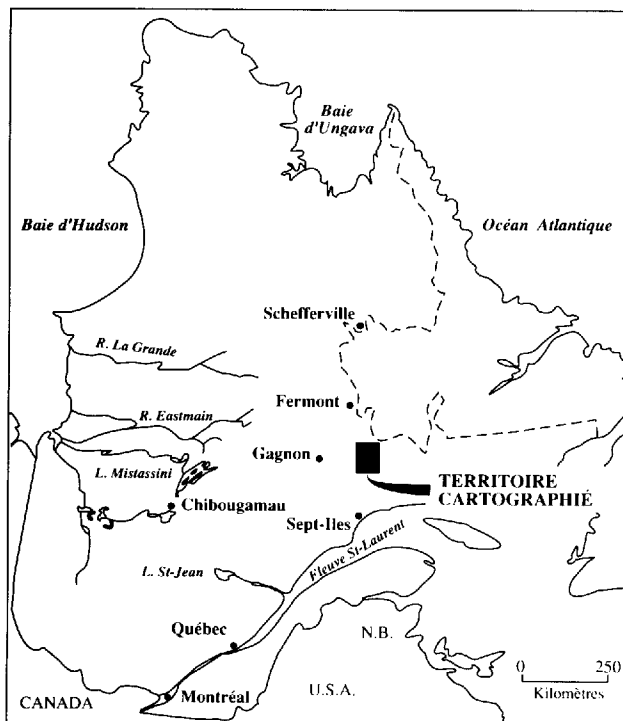 Baie
d'Ungava
Baie d'Hudson
Océan Atlantique
Schefferville
R. La Grande
Fermont
R. Eastmain
Gagnon
L. Mistassini
TERRITOIRE
CARTOGRAPHIÉ
Chibougamau
Sept-Iles
Fleuve St-Laurent
L. St-Jean
Québec
N.B.
0 250
Kilomètres
U.S.A.
CANADA
Montréal